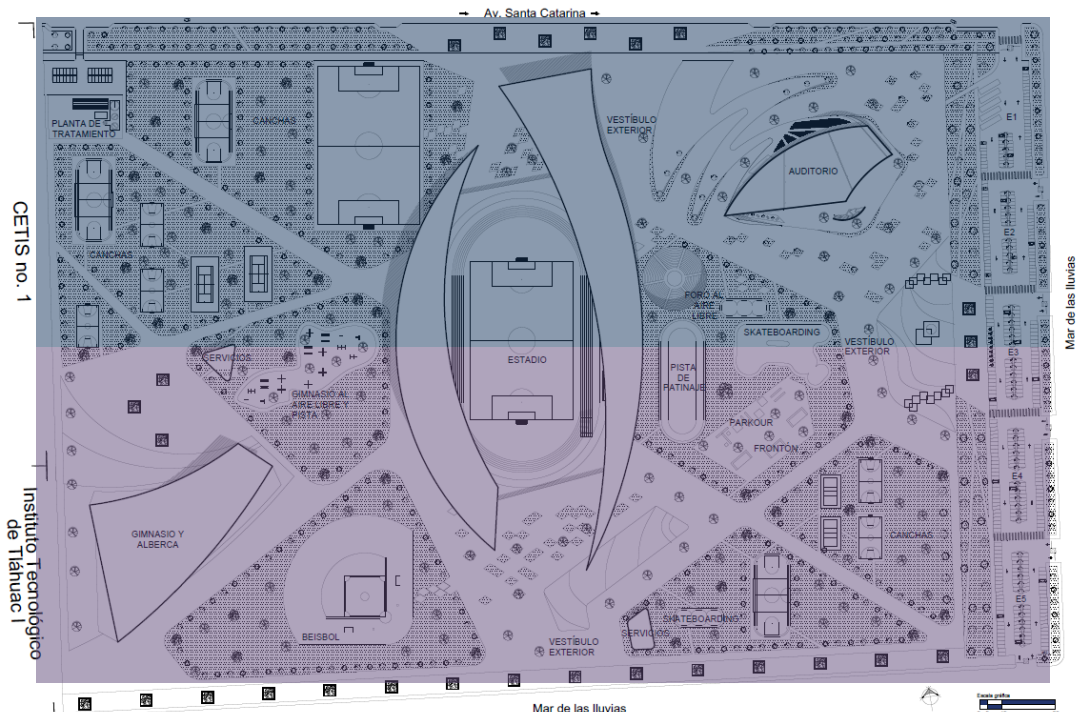 Av. Santa Catarina
PLANTA DE
TRATAMIENTO
CANCHAS
VESTÍBULO
EXTERIOR
AUDITORIO
E1
CETIS no. 1
CANCHAS
E2
Mar de las lluvias
FORO AL
AIRE
LIBRE
SKATEBOARDING
VESTÍBULO
EXTERIOR
E3
SERVICIOS
ESTADIO
PISTA
DE
PATINAJE
GIMNASIO AL
AIRE LIBRE Y
PISTA
PARKOUR
FRONTÓN
E4
Instituto Tecnológico
de Tláhuac I
GIMNASIO Y
ALBERCA
CANCHAS
E5
BEISBOL
SERVICIOS
SKATEBOARDING
VESTÍBULO
EXTERIOR
Mar de las lluvias
Escala gráfica